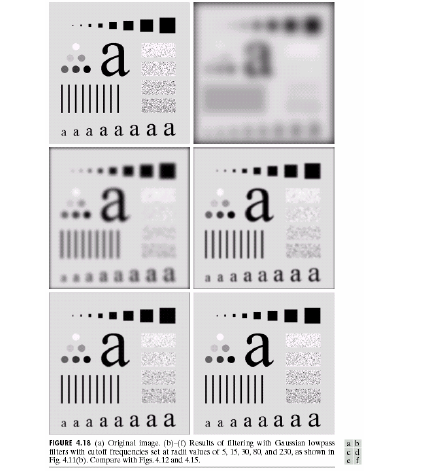 a
a a a a a a a a
a
a a a a a a a a
a
a a a a a a a a
a
a a a a a a a a
a
a a a a a a a a
a
a a a a a a a a
FIGURE 4.18 (a) Original image. (b)–(f) Results of filtering with Gaussian lowpass
filters with cutoff frequencies set at radii values of 5, 15, 30, 80, and 230, as shown in
Fig. 4.11(b). Compare with Figs. 4.12 and 4.15.
a b
c d
e f